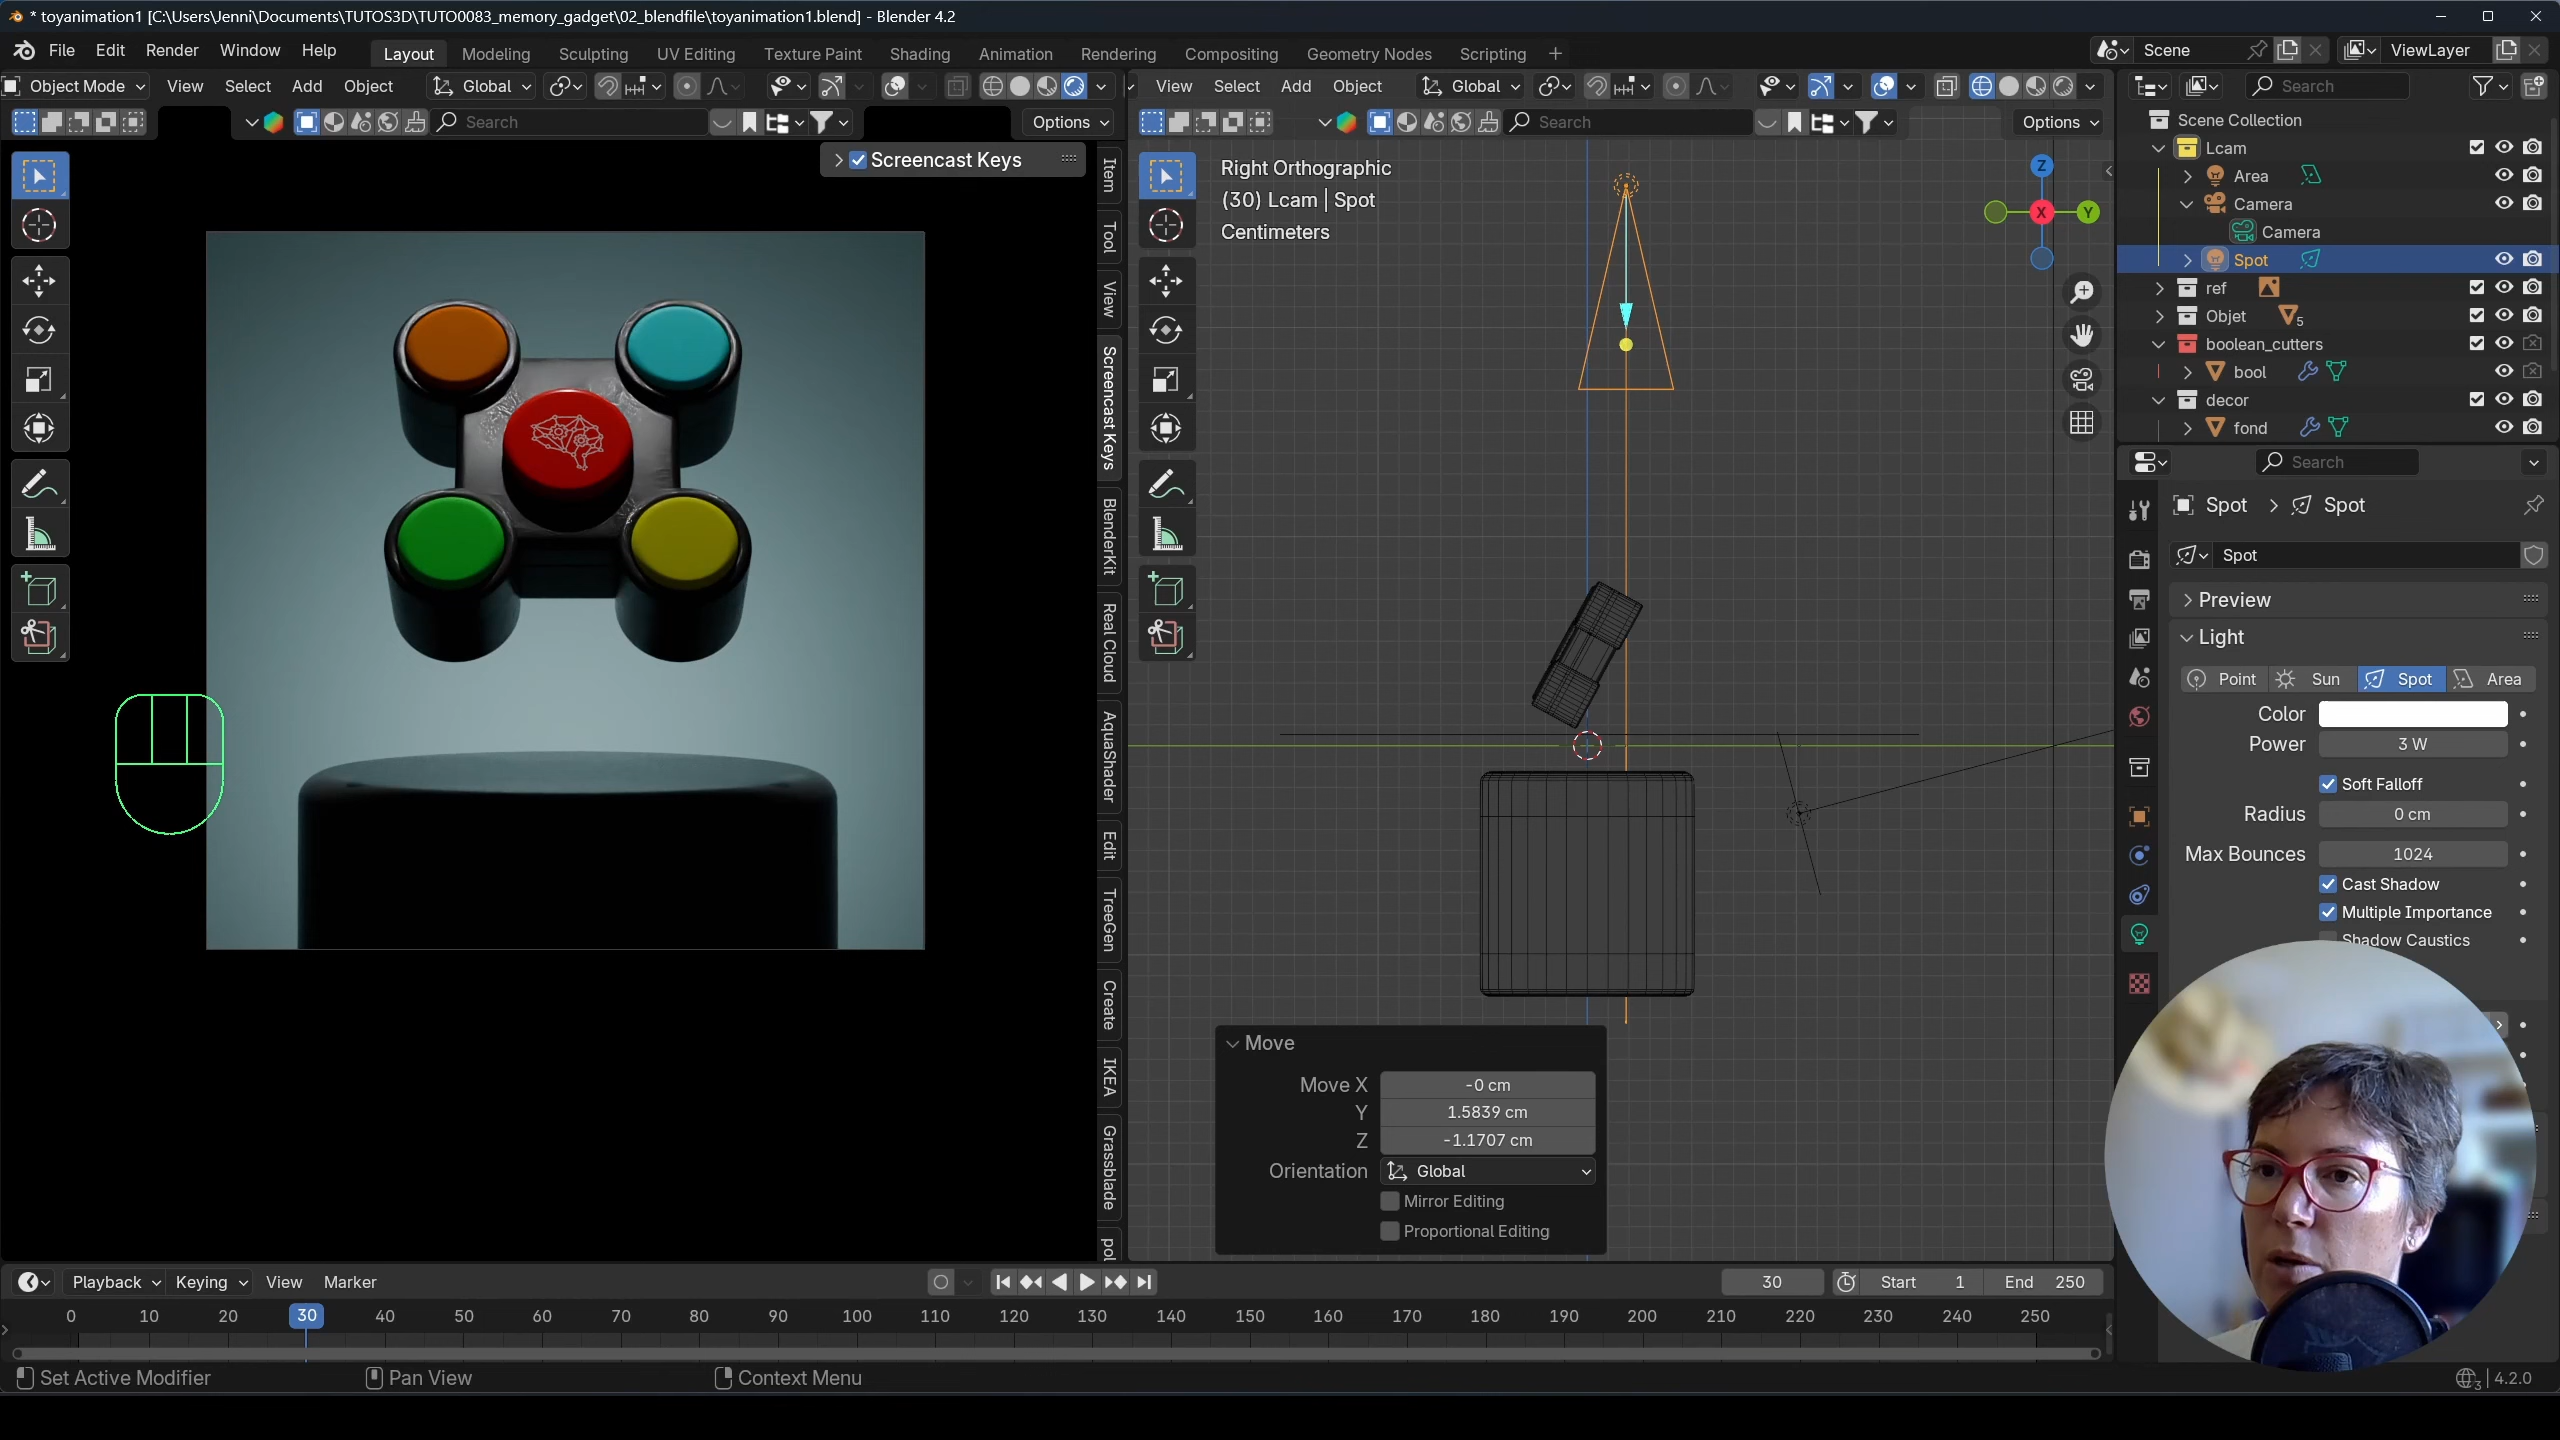 * toyanimation1 [C:\Users\Jenni\Documents\TUTOS3D\TUTO0083_memory_gadget\02_blendfile\toyanimation1.blend] - Blender 4.2
File Edit Render Window Help Layout Modeling Sculpting UV Editing Texture Paint Shading Animation Rendering Compositing Geometry Nodes Scripting + Scene ViewLayer
Object Mode View Select Add Object Global View Select Add Object Global Search
Search Options Search Options
Screencast Keys
Item
Tool
View
Screencast Keys
BlenderKit
Real Cloud
AquaShader
Edit
TreeGen
Create
IKEA
Grassblade
pol
Right Orthographic
(30) Lcam | Spot
Centimeters
Z
X
Y
Scene Collection
Lcam
Area
Camera
Camera
Spot
ref
Objet 5
boolean_cutters
bool
decor
fond
Search
Spot > Spot
Spot
Preview
Light
Point Sun Spot Area
Color
Power 3 W
Soft Falloff
Radius 0 cm
Max Bounces 1024
Cast Shadow
Multiple Importance
Shadow Caustics
Move
Move X -0 cm
Y 1.5839 cm
Z -1.1707 cm
Orientation Global
Mirror Editing
Proportional Editing
Playback Keying View Marker 30 Start 1 End 250
0 10 20 30 40 50 60 70 80 90 100 110 120 130 140 150 160 170 180 190 200 210 220 230 240 250
Set Active Modifier Pan View Context Menu 3 4.2.0